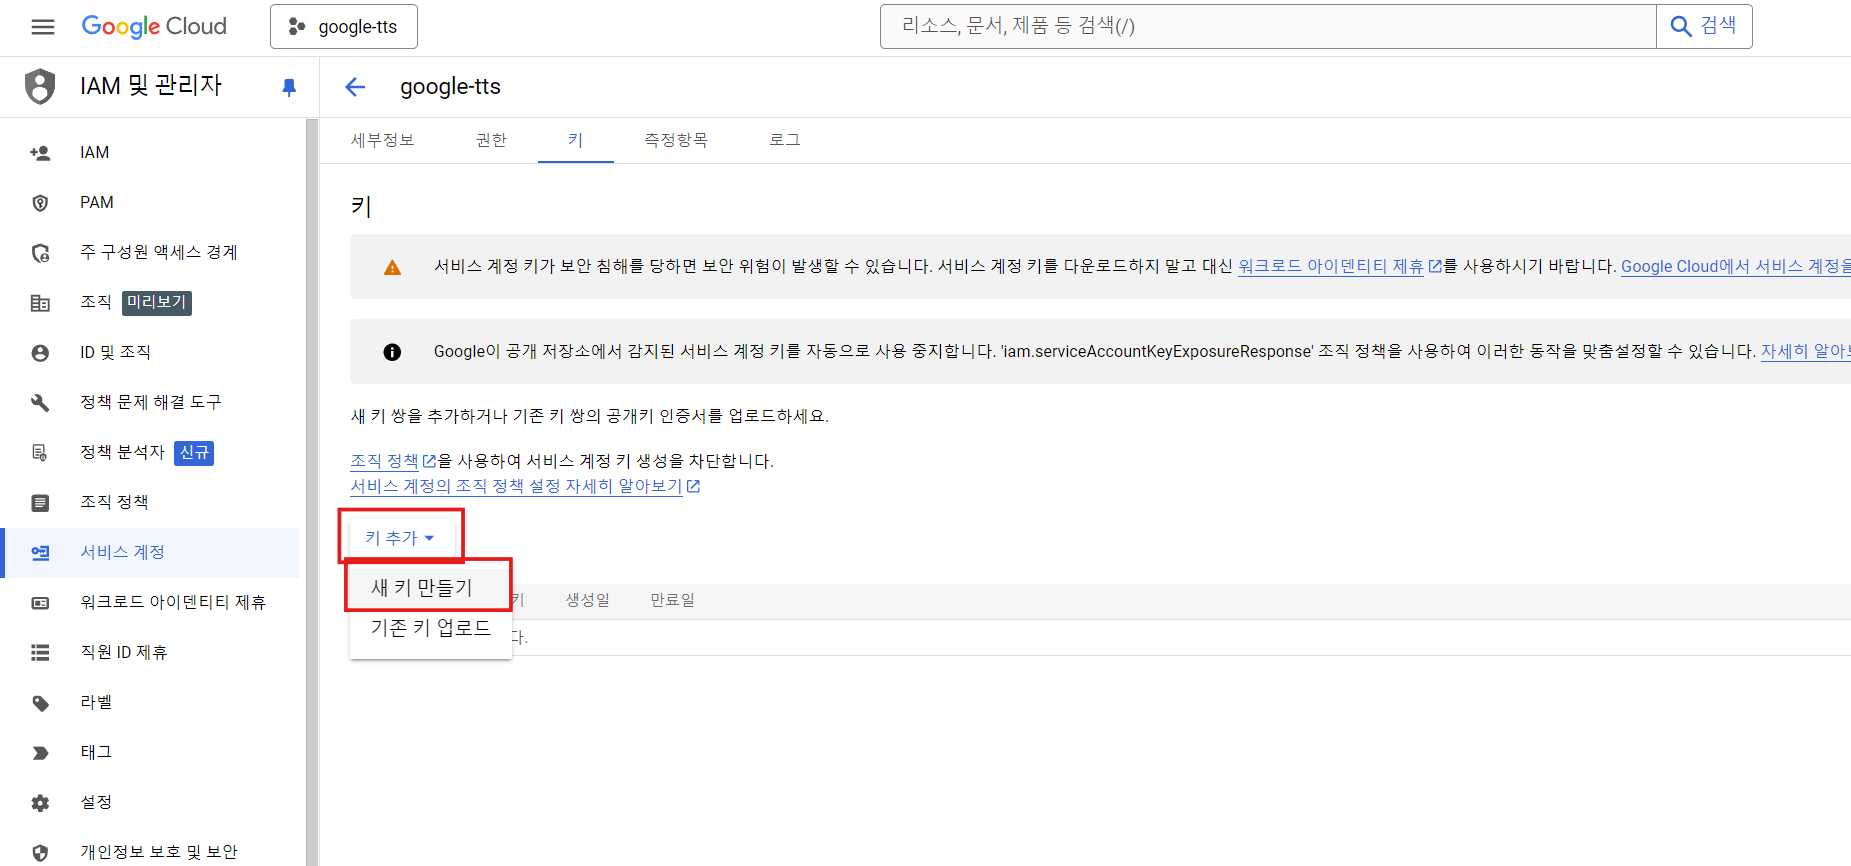 Google Cloud
google-tts
리소스, 문서, 제품 등 검색(/)
검색
IAM 및 관리자
google-tts
세부정보
권한
키
측정항목
로그
IAM
PAM
주 구성원 액세스 경계
조직 미리보기
ID 및 조직
정책 문제 해결 도구
정책 분석자 신규
조직 정책
서비스 계정
워크로드 아이덴티티 제휴
직원 ID 제휴
라벨
태그
설정
개인정보 보호 및 보안
키
서비스 계정 키가 보안 침해를 당하면 보안 위험이 발생할 수 있습니다. 서비스 계정 키를 다운로드하지 말고 대신 워크로드 아이덴티티 제휴를 사용하시기 바랍니다. Google Cloud에서 서비스 계정을
Google이 공개 저장소에서 감지된 서비스 계정 키를 자동으로 사용 중지합니다. 'iam.serviceAccountKeyExposureResponse' 조직 정책을 사용하여 이러한 동작을 맞춤설정할 수 있습니다. 자세히
새 키 쌍을 추가하거나 기존 키 쌍의 공개키 인증서를 업로드하세요.
조직 정책을 사용하여 서비스 계정 키 생성을 차단합니다.
서비스 계정의 조직 정책 설정 자세히 알아보기
키 추가
새 키 만들기
기존 키 업로드
키
생성일
만료일
다.